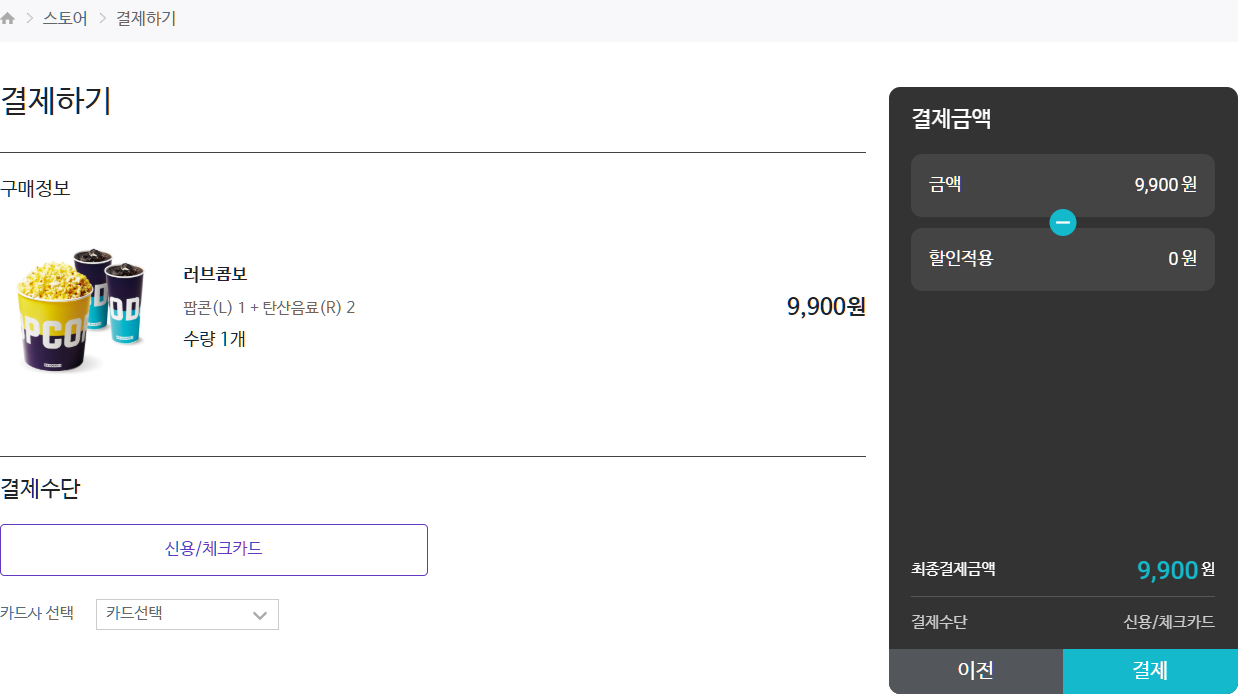 스토어 결제하기
결제하기
구매정보
러브콤보
팝콘(L) 1 + 탄산음료(R) 2
수량 1개
9,900원
결제수단
신용/체크카드
카드사 선택 카드선택
결제금액
금액 9,900 원
할인적용 0 원
최종결제금액 9,900 원
결제수단 신용/체크카드
이전 결제